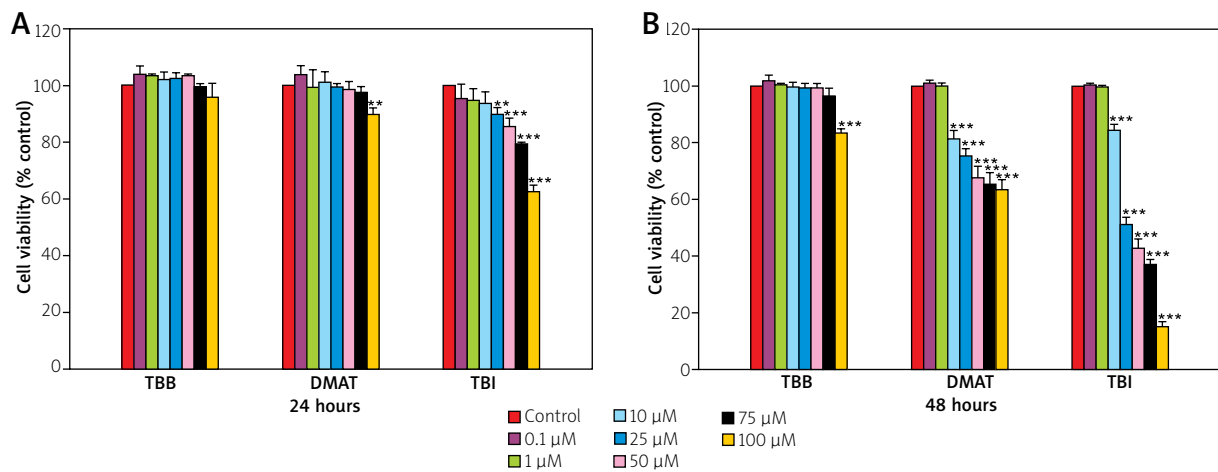 A
B
120
100
80
60
40
20
0
Cell viability (% control)
**
**
***
***
***
TBB DMAT TBI
24 hours
120
100
80
60
40
20
0
Cell viability (% control)
***
***
***
***
***
***
***
***
***
***
***
TBB DMAT TBI
48 hours
Control 10 µM 75 µM
0.1 µM 25 µM 100 µM
1 µM 50 µM